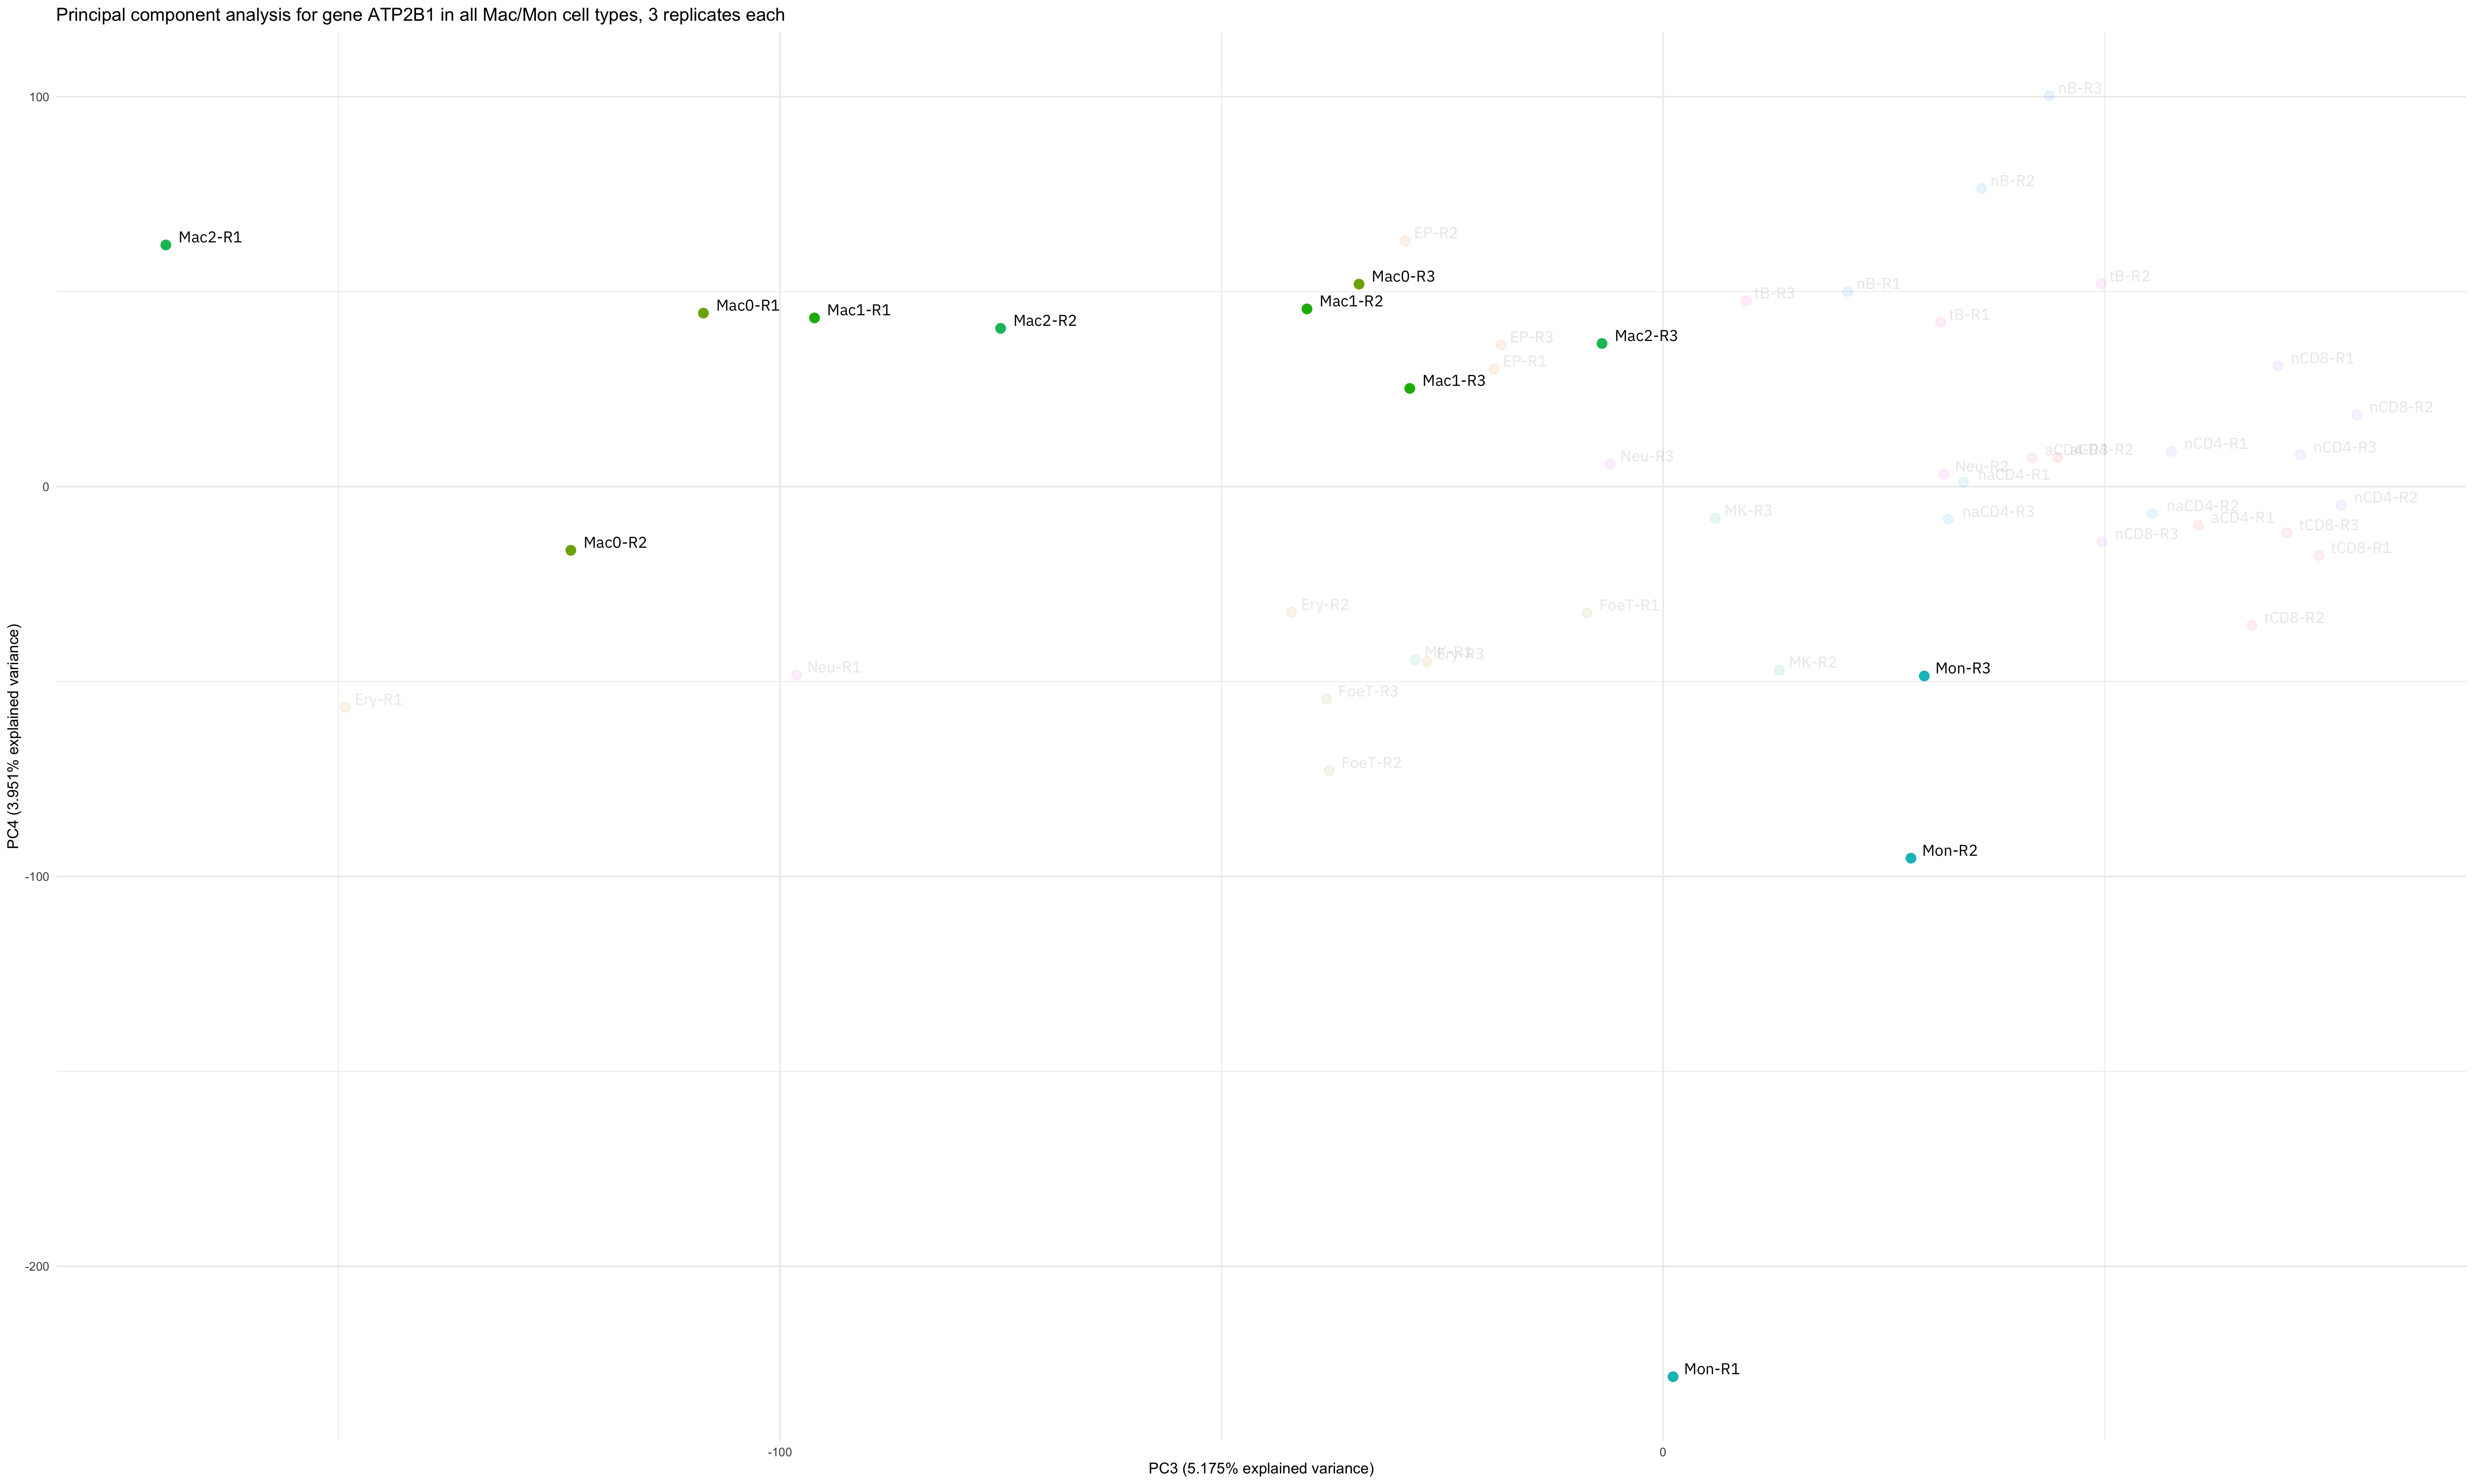 Principal component analysis for gene ATP2B1 in all Mac/Mon cell types, 3 replicates each
100
nB-R3
nB-R2
EP-R2
Mac2-R1
Mac0-R3
tB-R2
nB-R1
tB-R3
Mac1-R2
Mac0-R1
Mac1-R1
tB-R1
Mac2-R2
Mac2-R3
EP-R3
EP-R1
nCD8-R1
Mac1-R3
nCD8-R2
nCD4-R1
nCD4-R3
Neu-R3
Neu-R2
naCD4-R1
0
nCD4-R2
naCD4-R2
MK-R3
naCD4-R3
aCD4-R1
tCD8-R3
nCD8-R3
tCD8-R1
Mac0-R2
Ery-R2
FoeT-R1
tCD8-R2
MK-R1
Ery-R3
MK-R2
Neu-R1
Mon-R3
FoeT-R3
Ery-R1
FoeT-R2
Mon-R2
-100
-200
Mon-R1
-100
0
PC3 (5.175% explained variance)
PC4 (3.951% explained variance)